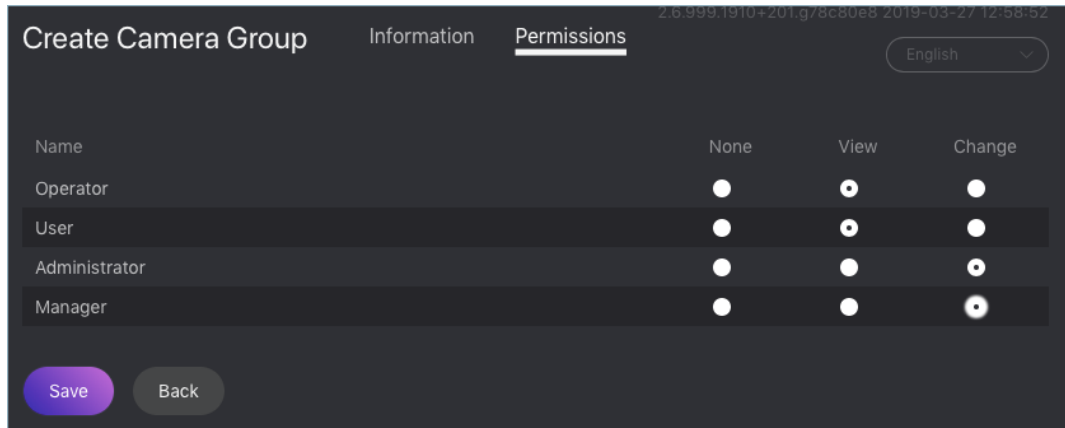 2.6.999.1910+201.g78c80e8 2019-03-27 12:58:52
Create Camera Group Information Permissions
English
Name None View Change
Operator
User
Administrator
Manager
Save Back